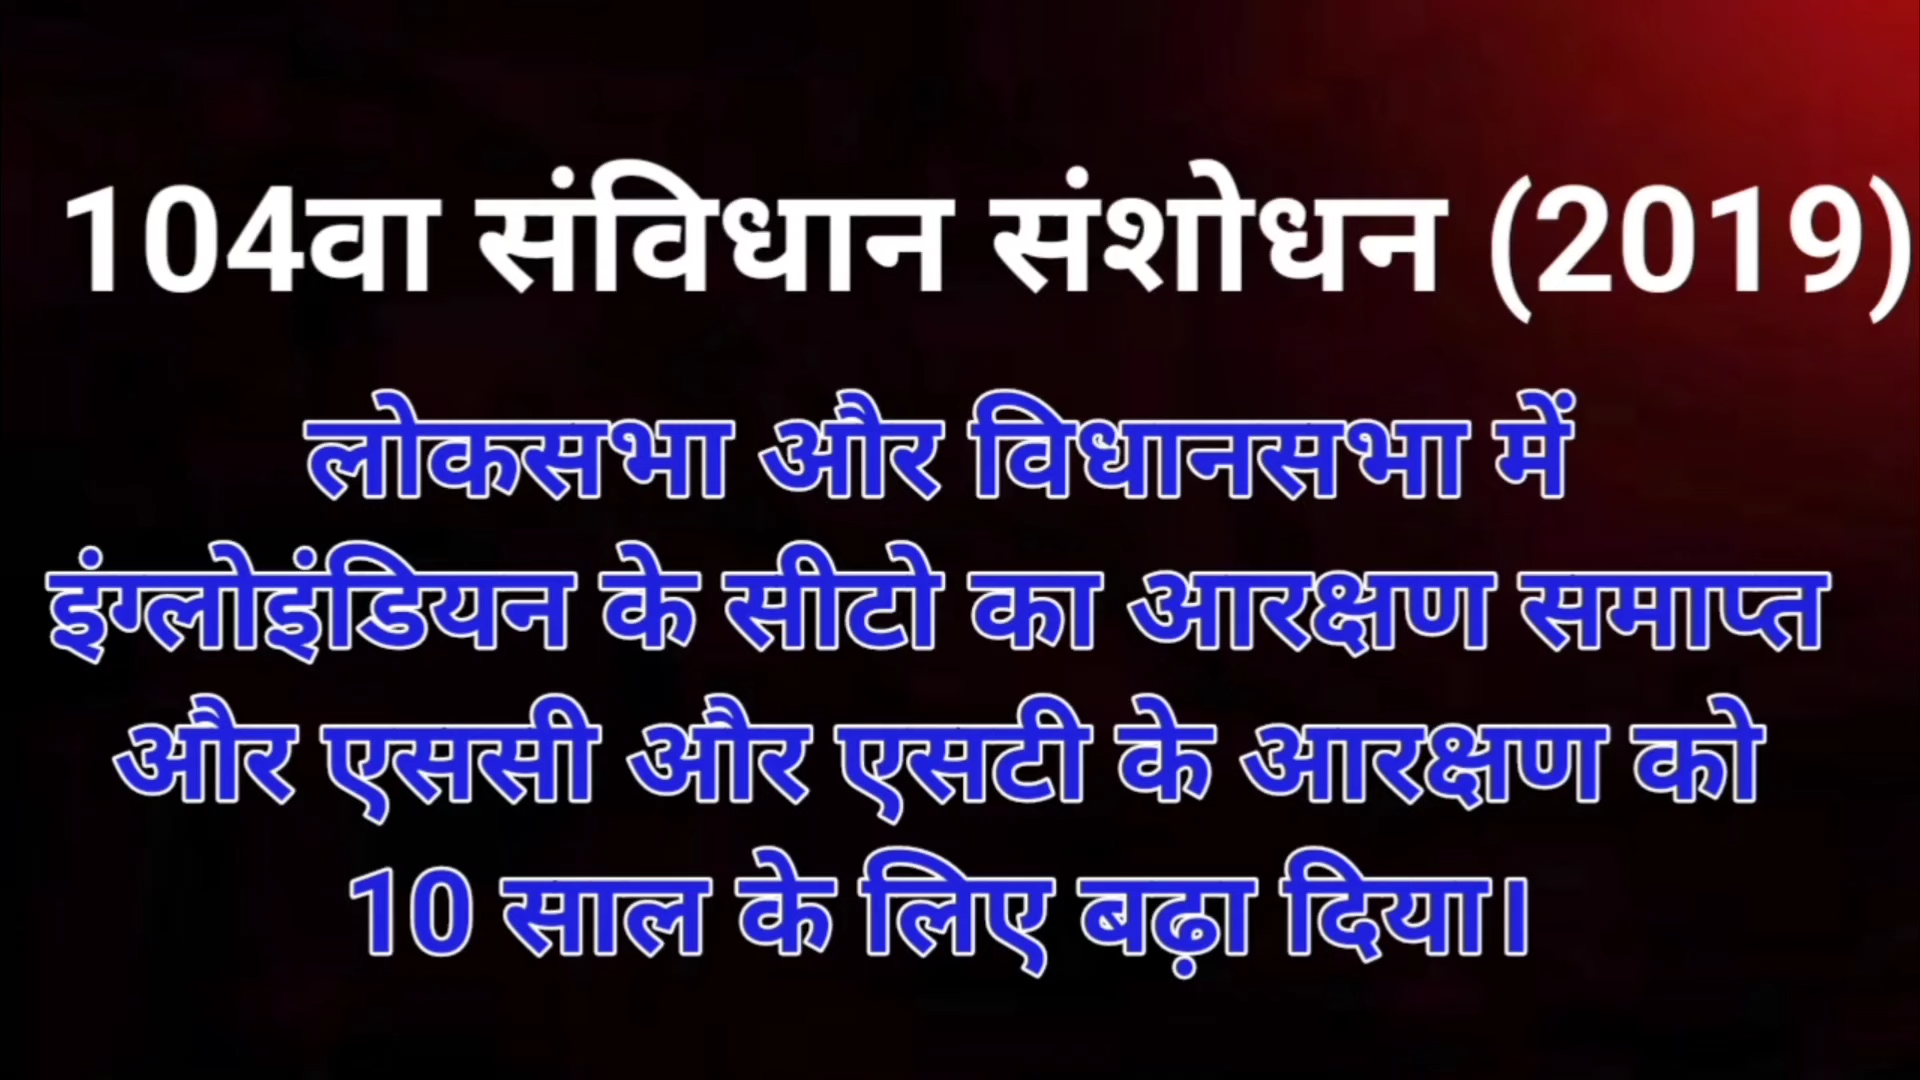 104वा संविधान संशोधन (2019)
लोकसभा और विधानसभा में
इंग्लोइंडियन के सीटो का आरक्षण समाप्त
और एससी और एसटी के आरक्षण को
10 साल के लिए बढ़ा दिया।